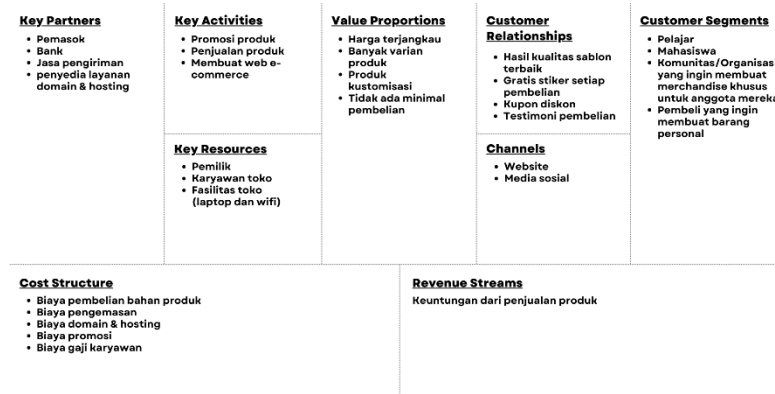 Key Partners
• Pemasok
• Bank
• Jasa pengiriman
• penyedia layanan
domain & hosting
Key Activities
• Promosi produk
• Penjualan produk
• Membuat web e-
commerce
Key Resources
• Pemilik
• Karyawan toko
• Fasilitas toko
(laptop dan wifi)
Value Proportions
• Harga terjangkau
• Banyak varian
produk
• Produk
kustomisasi
• Tidak ada minimal
pembelian
Customer
Relationships
• Hasil kualitas sablon
terbaik
• Gratis stiker setiap
pembelian
• Kupon diskon
• Testimoni pembelian
Channels
• Website
• Media sosial
Customer Segments
• Pelajar
• Mahasiswa
• Komunitas/Organisas
yang ingin membuat
merchandise khusus
untuk anggota mereka
• Pembeli yang ingin
membuat barang
personal
Cost Structure
• Biaya pembelian bahan produk
• Biaya pengemasan
• Biaya domain & hosting
• Biaya promosi
• Biaya gaji karyawan
Revenue Streams
Keuntungan dari penjualan produk